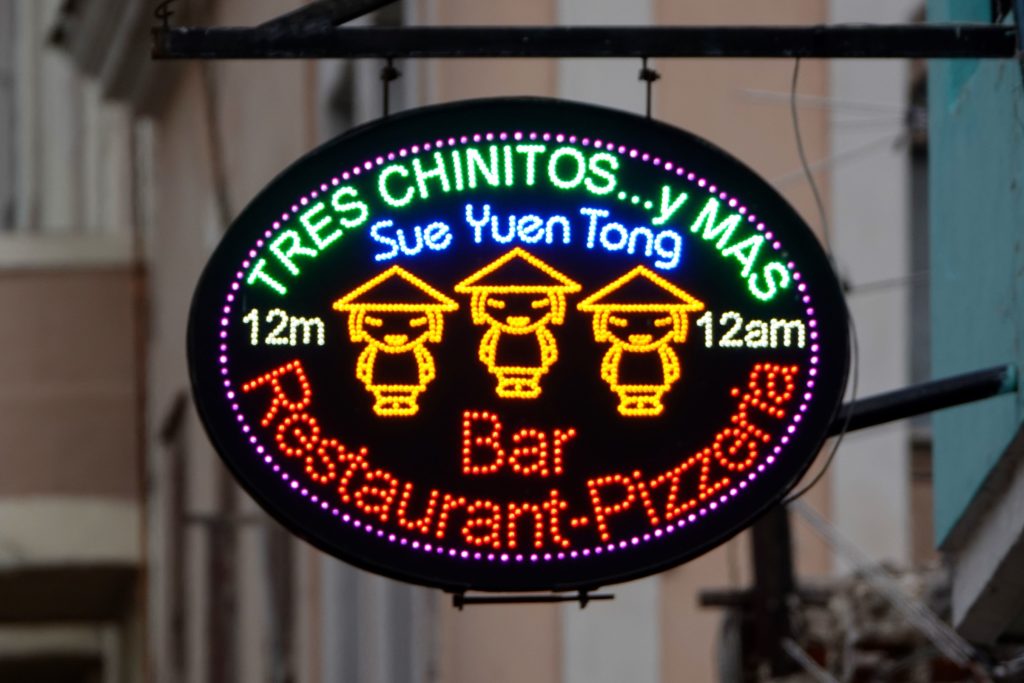 TRES CHINITOS...y MAS
Sue Yuen Tong
12m
12am
Bar
Restaurant-Pizzería